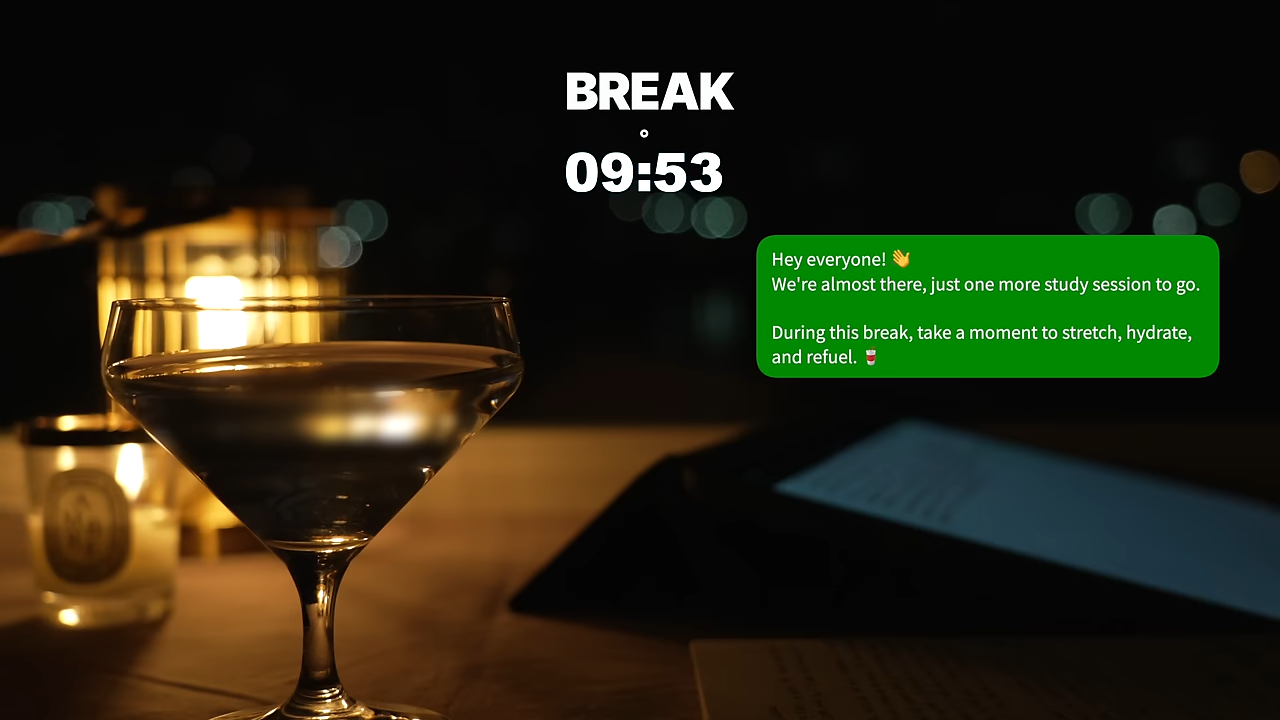 BREAK
09:53
Hey everyone! 👋
We're almost there, just one more study session to go.
During this break, take a moment to stretch, hydrate,
and refuel. 🥤